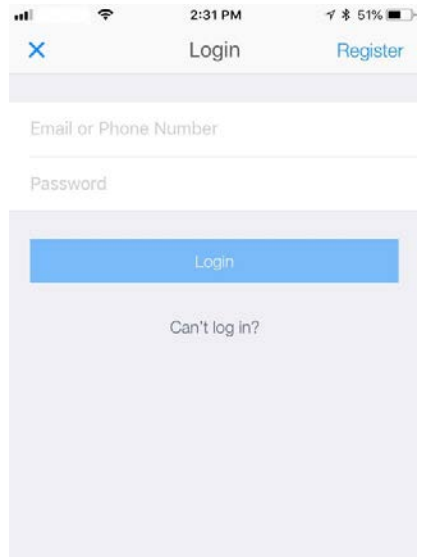 2:31 PM 51%
Login Register
Email or Phone Number
Password
Login
Can't log in?